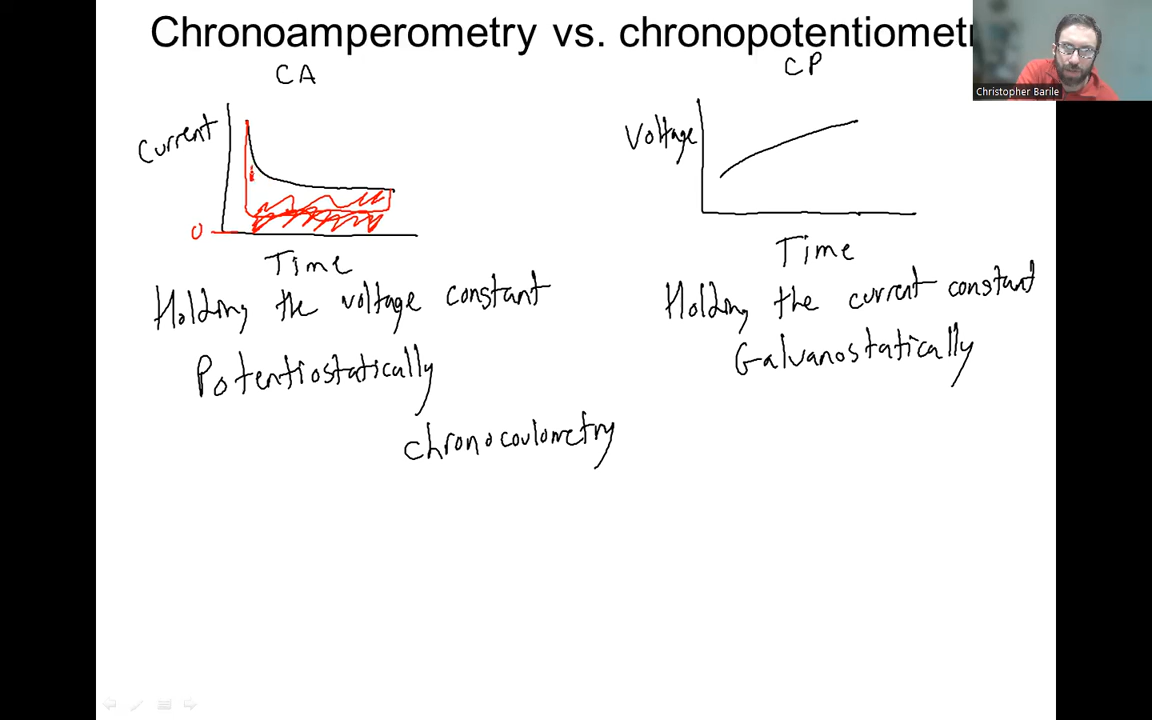 Chronoamperometry vs. chronopotentiometr
Christopher Barile
CA
Current
0
Time
Holding the voltage constant
Potentiostatically
CP
Voltage
Time
Holding the current constant
Galvanostatically
chronocoulometry